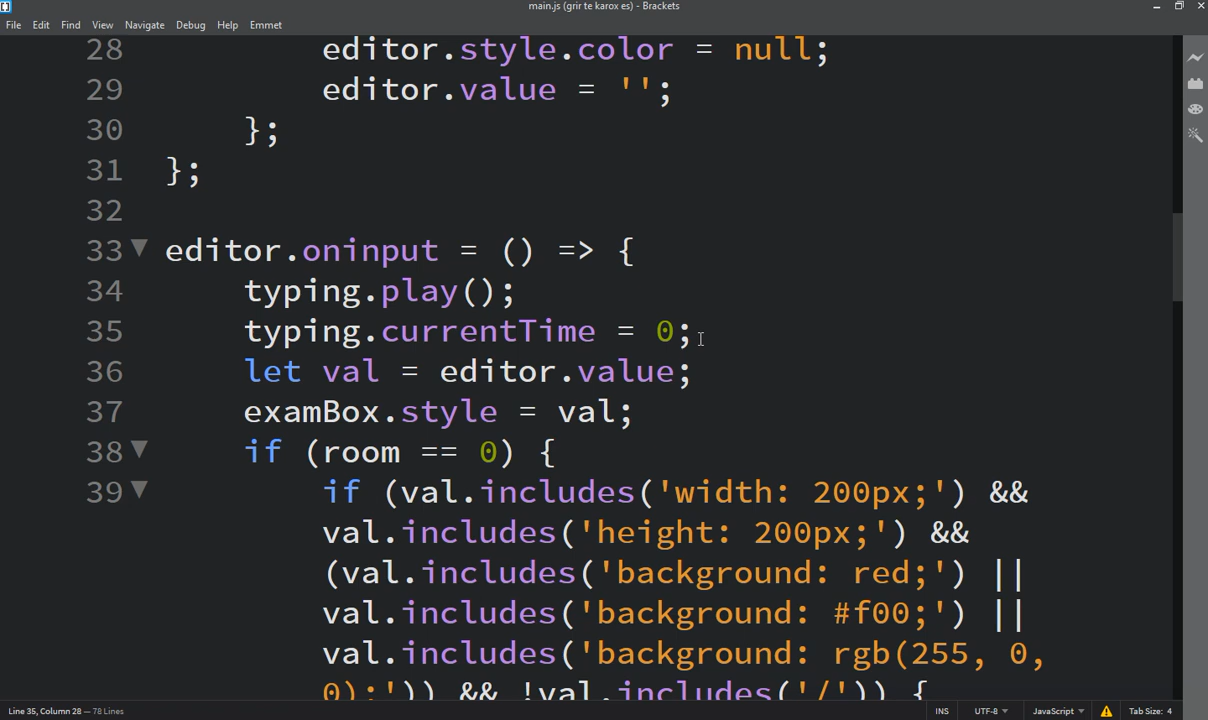 main.js (grir te karox es) - Brackets
File Edit Find View Navigate Debug Help Emmet
28 editor.style.color = null;
29 editor.value = '';
30 };
31 };
32
33 editor.oninput = () => {
34 typing.play();
35 typing.currentTime = 0;
36 let val = editor.value;
37 examBox.style = val;
38 if (room == 0) {
39 if (val.includes('width: 200px;') &&
val.includes('height: 200px;') &&
(val.includes('background: red;') ||
val.includes('background: #f00;') ||
val.includes('background: rgb(255, 0,
0);')) && !val.includes('/')) {
Line 35, Column 28 — 78 Lines INS UTF-8 JavaScript Tab Size: 4